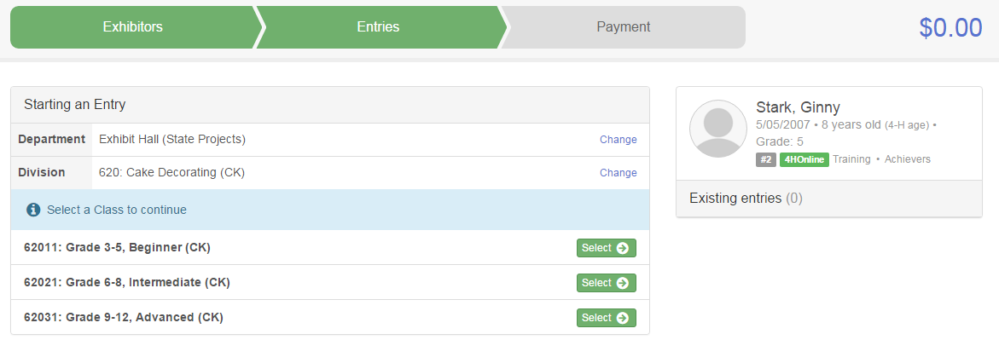 Exhibitors
Entries
Payment
$0.00
Starting an Entry
Department Exhibit Hall (State Projects) Change
Division 620: Cake Decorating (CK) Change
Select a Class to continue
62011: Grade 3-5, Beginner (CK) Select
62021: Grade 6-8, Intermediate (CK) Select
62031: Grade 9-12, Advanced (CK) Select
Stark, Ginny
5/05/2007 • 8 years old (4-H age) •
Grade: 5
#2 4HOnline Training • Achievers
Existing entries (0)